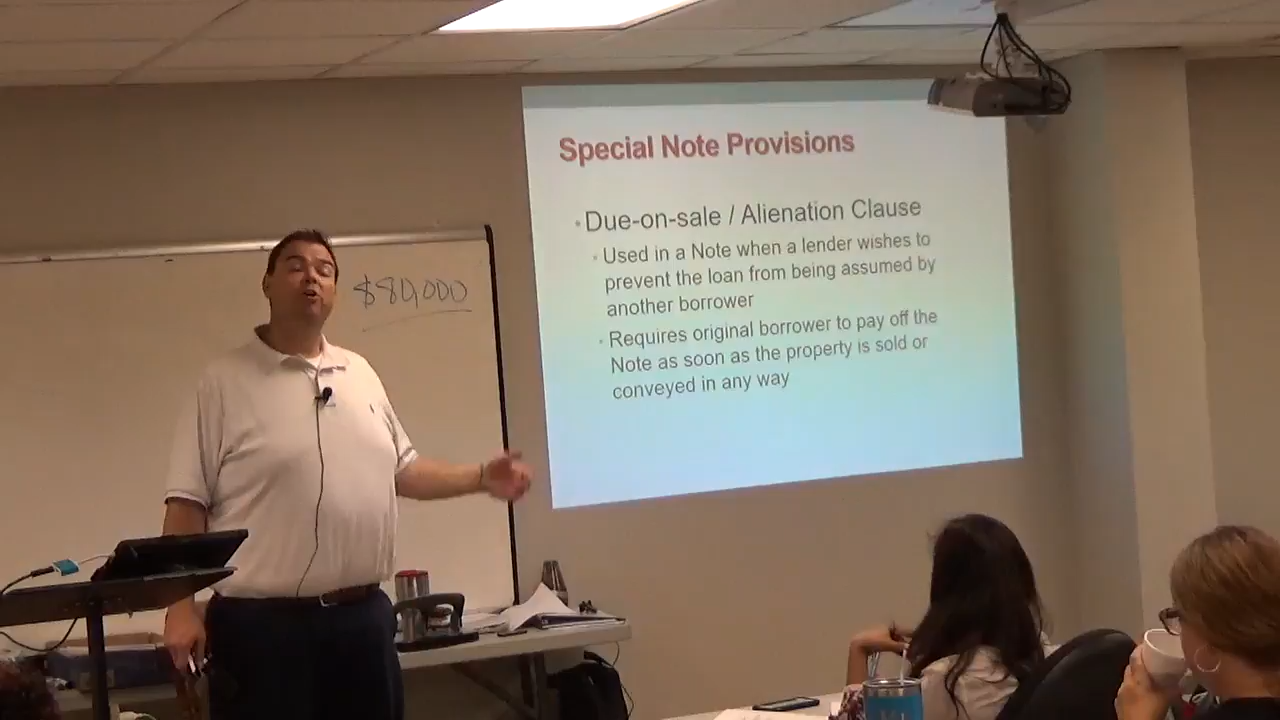 $80,000
Special Note Provisions
Due-on-sale / Alienation Clause
Used in a Note when a lender wishes to
prevent the loan from being assumed by
another borrower
Requires original borrower to pay off the
Note as soon as the property is sold or
conveyed in any way